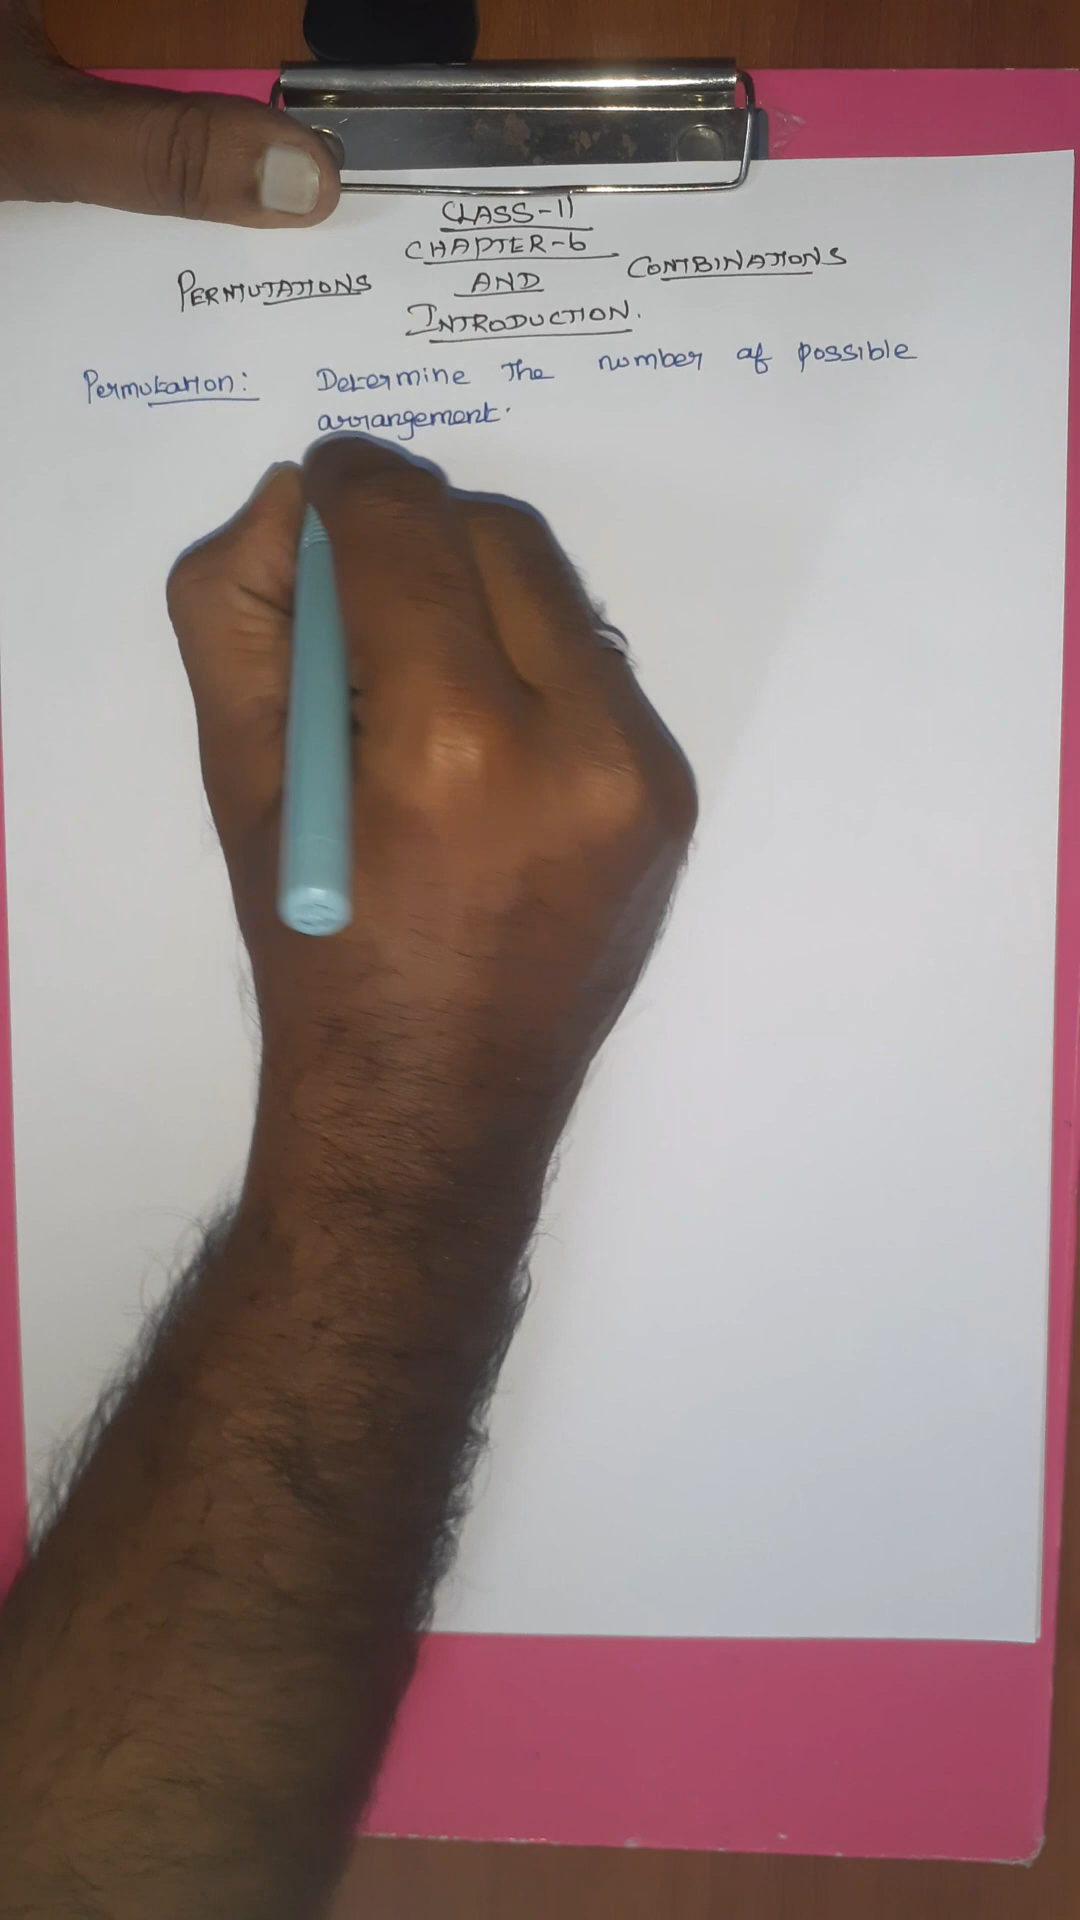 CLASS-11
CHAPTER-6
PERMUTATIONS AND COMBINATIONS
INTRODUCTION.
Permutation: Determine The number of possible
arrangement.